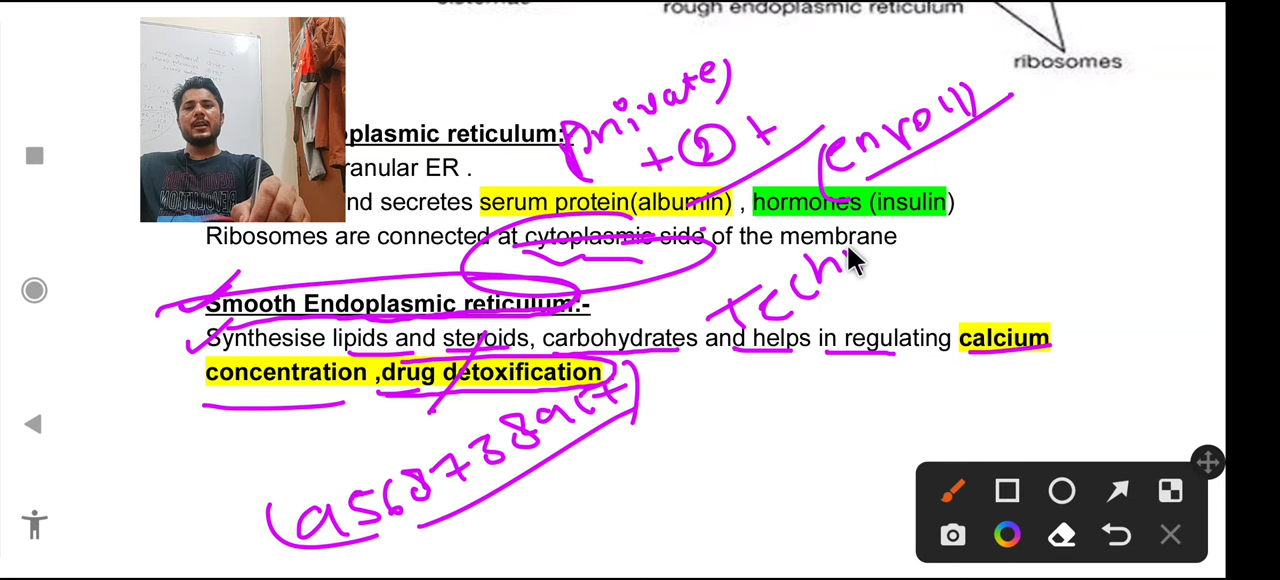 rough endoplasmic reticulum
ribosomes
private
+ 2 +
(enroll
oplasmic reticulum:-
ranular ER .
nd secretes serum protein(albumin) , hormones (insulin)
Ribosomes are connected at cytoplasmic side of the membrane
Tech
Smooth Endoplasmic reticulum:-
Synthesise lipids and steroids, carbohydrates and helps in regulating calcium
concentration ,drug detoxification